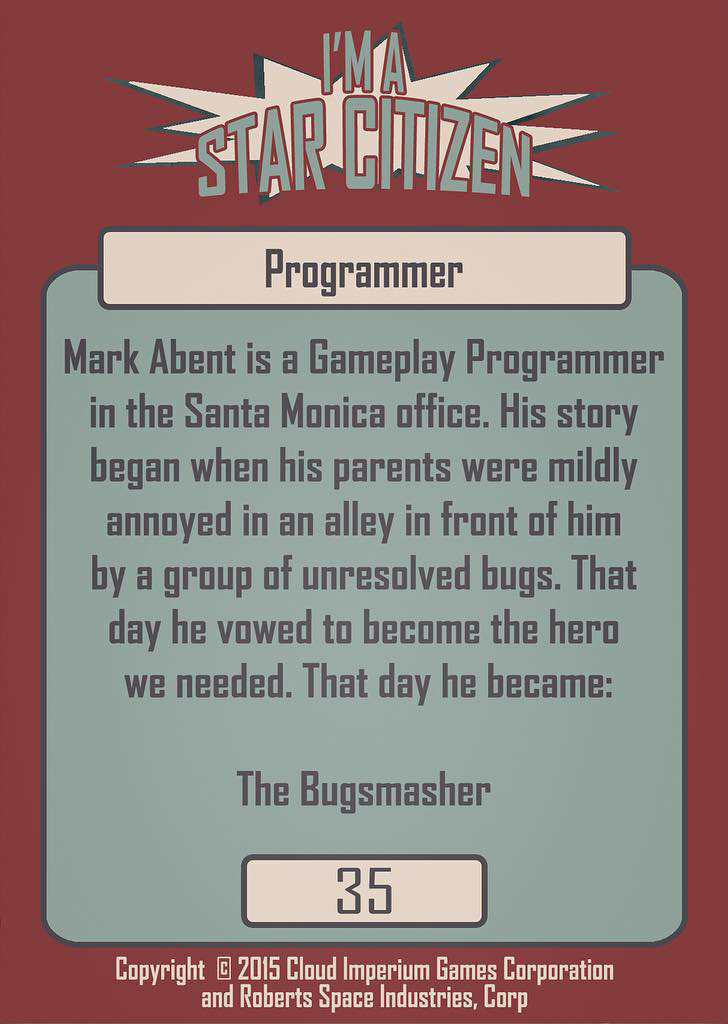 I'M A
STAR CITIZEN
Programmer
Mark Abent is a Gameplay Programmer
in the Santa Monica office. His story
began when his parents were mildly
annoyed in an alley in front of him
by a group of unresolved bugs. That
day he vowed to become the hero
we needed. That day he became:
The Bugsmasher
35
Copyright © 2015 Cloud Imperium Games Corporation
and Roberts Space Industries, Corp